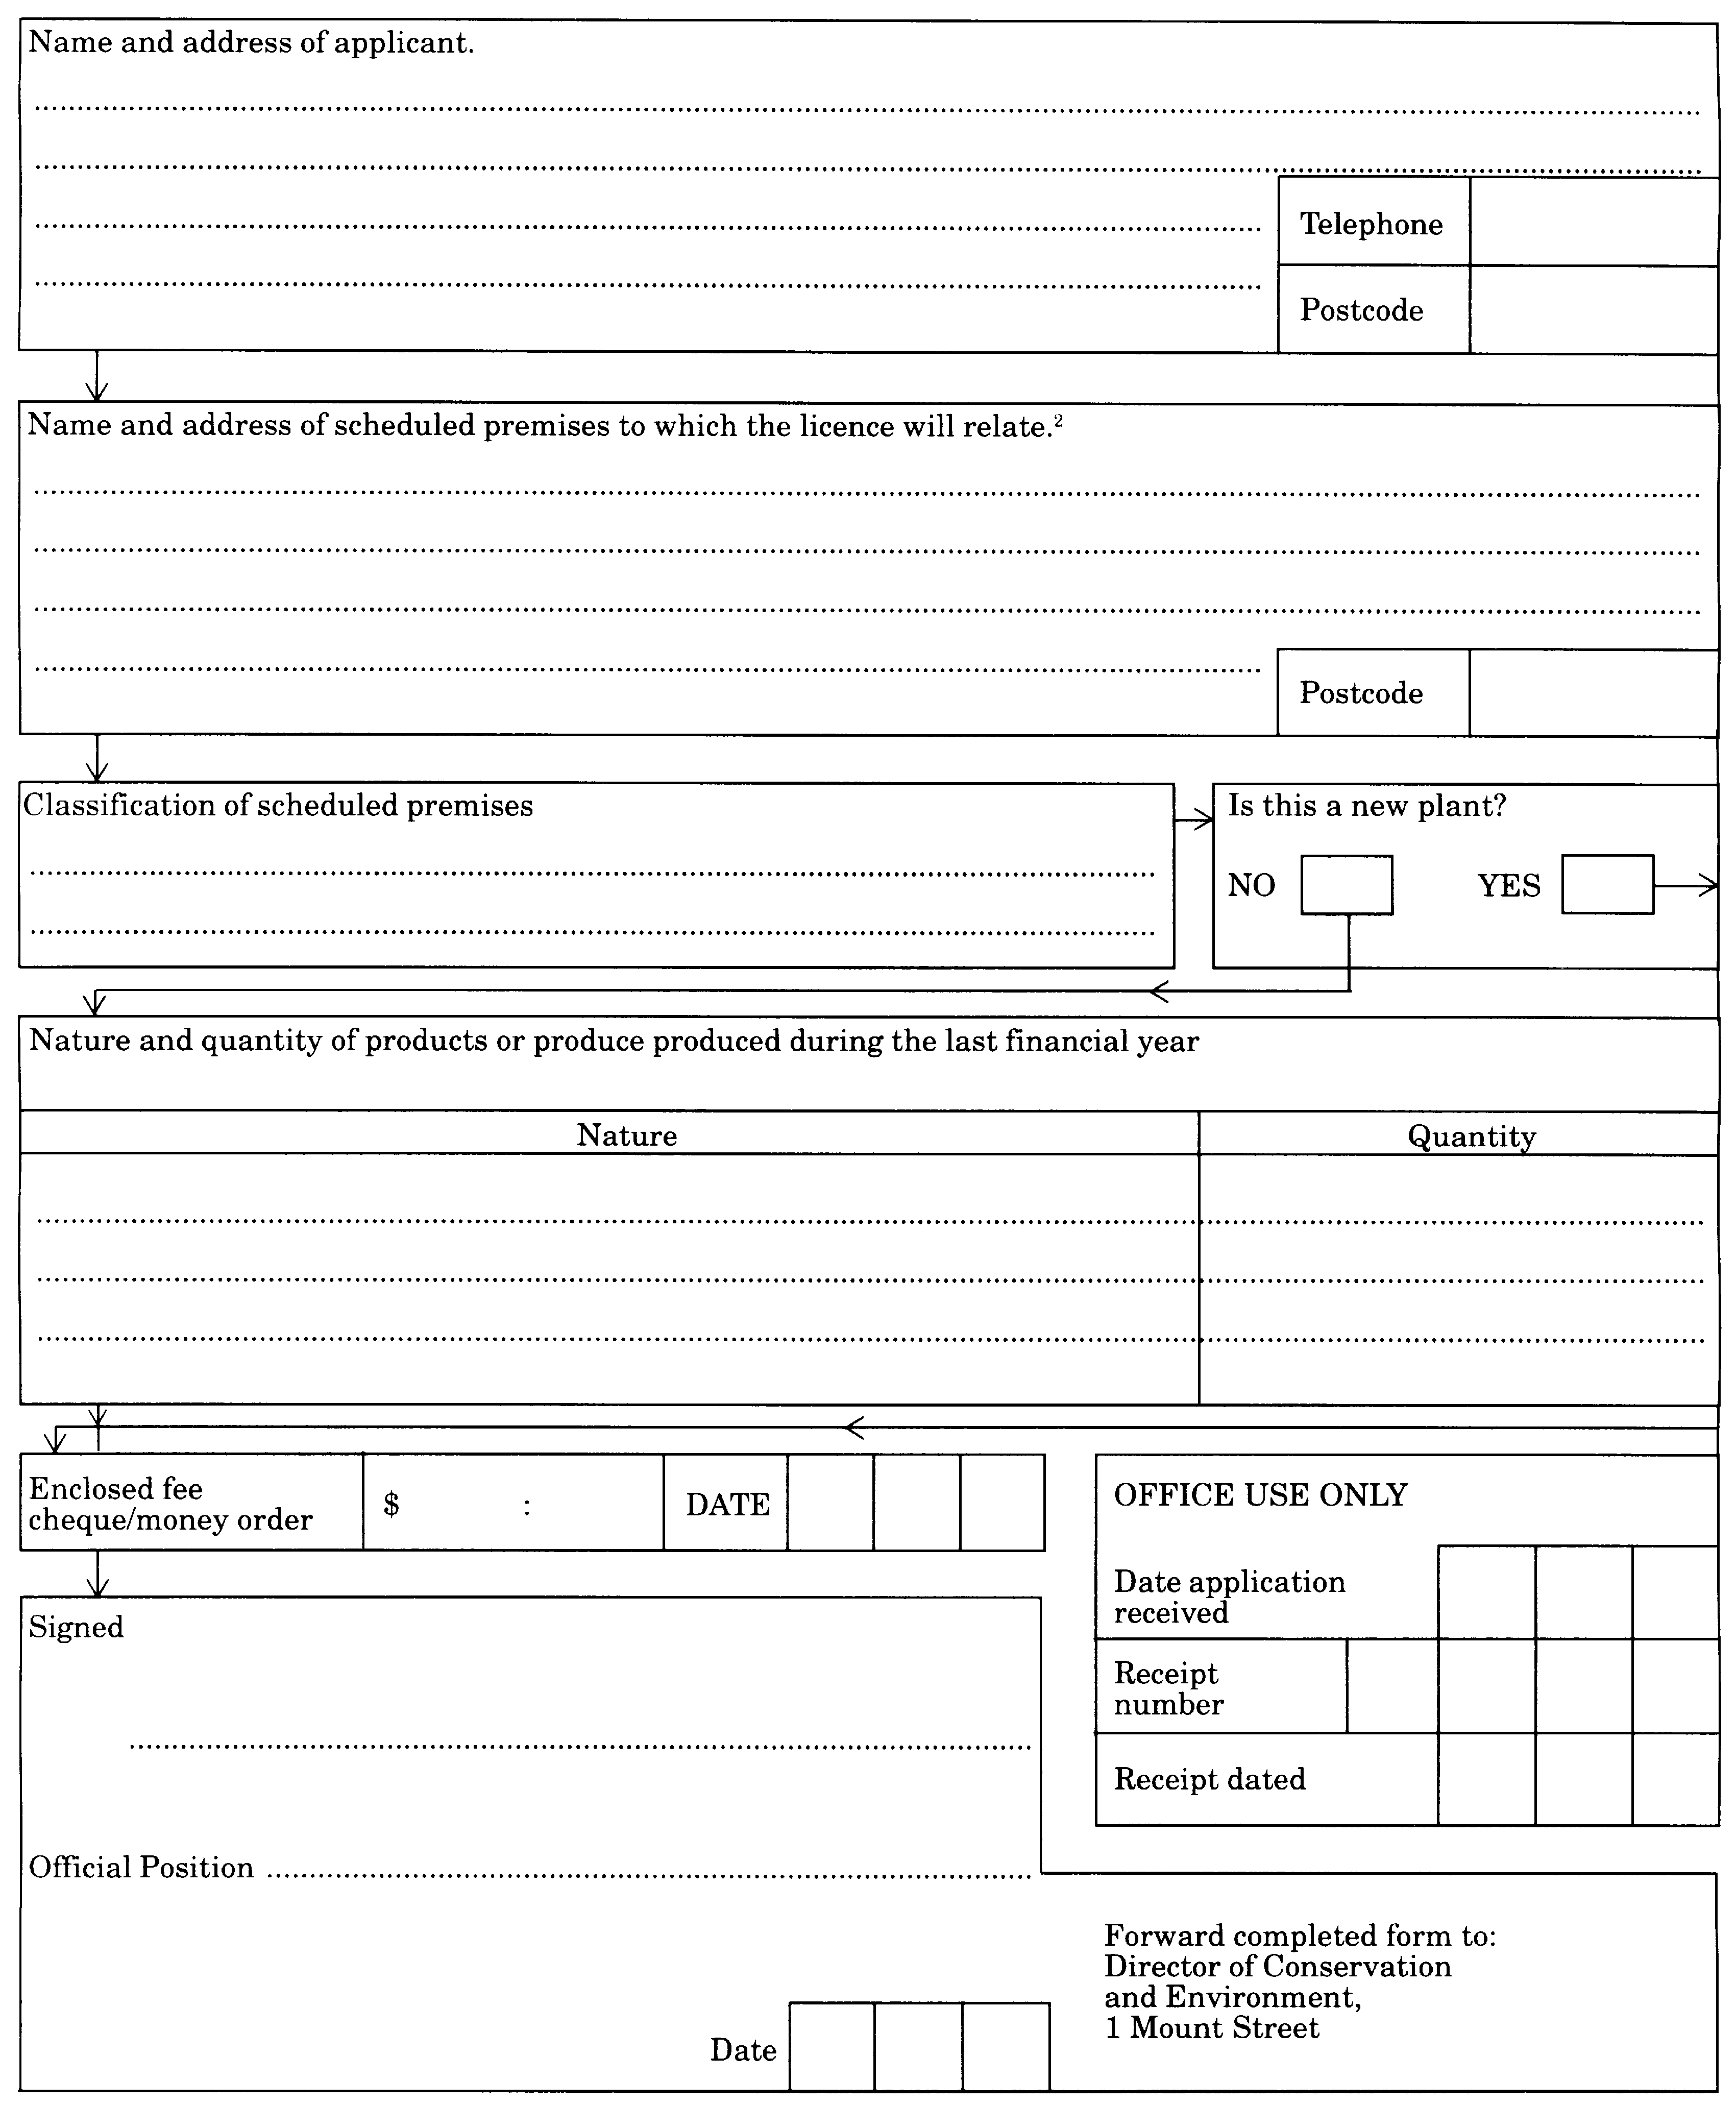 Name and address of applicant.
Telephone
Postcode
Name and address of scheduled premises to which the licence will relate.²
Postcode
Classification of scheduled premises
Is this a new plant?
NO YES
Nature and quantity of products or produce produced during the last financial year
Nature Quantity
Enclosed fee
cheque/money order
$ :
DATE
OFFICE USE ONLY
Date application
received
Receipt
number
Receipt dated
Signed
Official Position
Date
Forward completed form to:
Director of Conservation
and Environment,
1 Mount Street